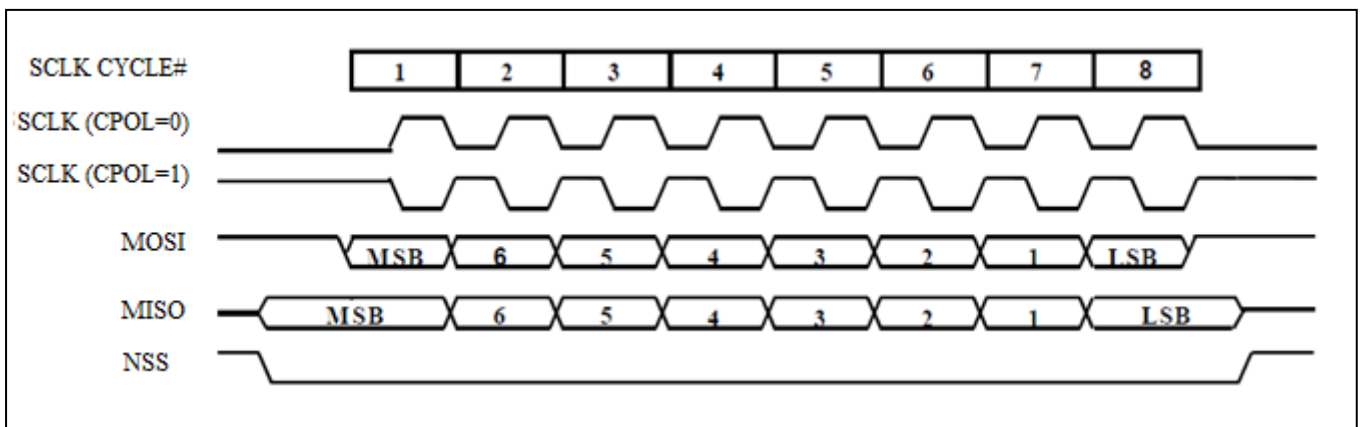 SCLK CYCLE# 1 2 3 4 5 6 7 8
SCLK (CPOL=0)
SCLK (CPOL=1)
MOSI MSB 6 5 4 3 2 1 LSB
MISO MSB 6 5 4 3 2 1 LSB
NSS